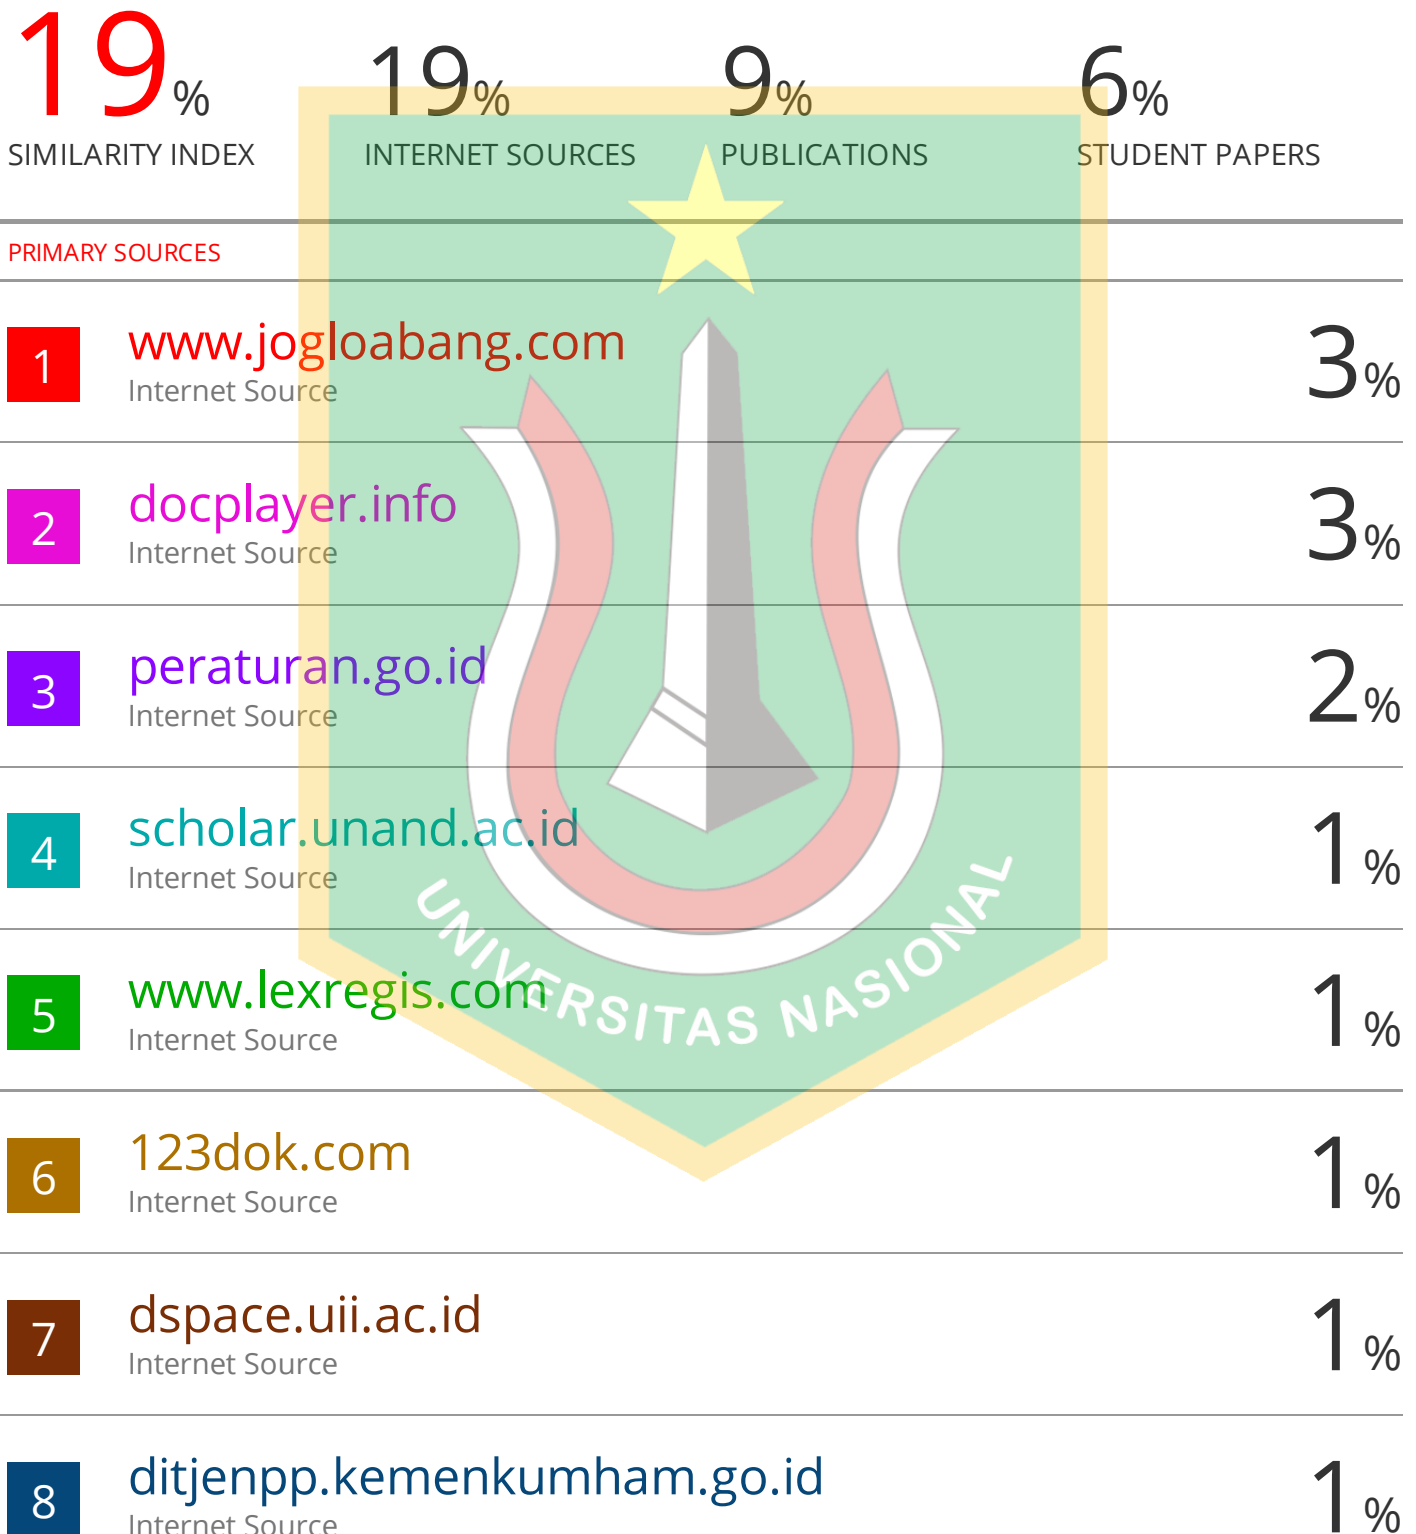 19% 19% 9% 6%
SIMILARITY INDEX INTERNET SOURCES PUBLICATIONS STUDENT PAPERS
PRIMARY SOURCES
1 www.jogloabang.com 3%
Internet Source
2 docplayer.info 3%
Internet Source
3 peraturan.go.id 2%
Internet Source
4 scholar.unand.ac.id 1%
Internet Source
5 www.lexregis.com 1%
Internet Source
UNIVERSITAS NASIONAL
6 123dok.com 1%
Internet Source
7 dspace.uii.ac.id 1%
Internet Source
8 ditjenpp.kemenkumham.go.id 1%
Internet Source